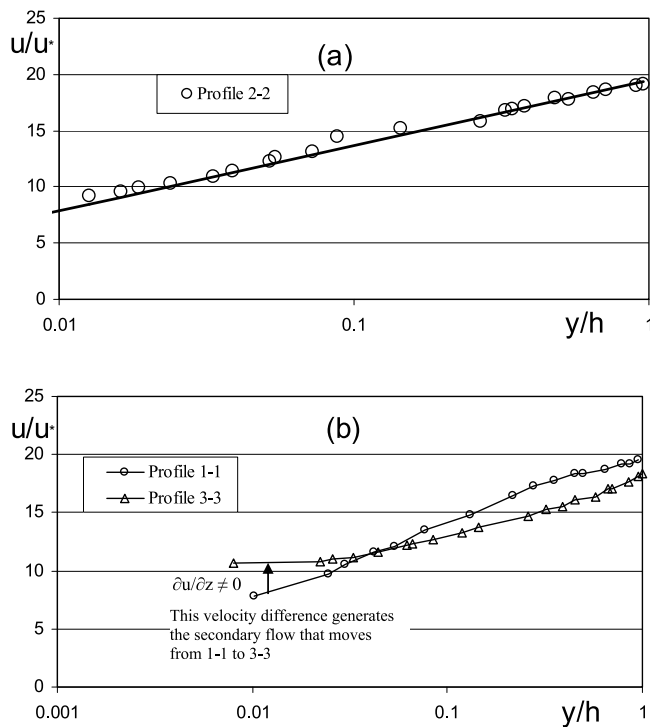 25
u/u*
(a)
20
Profile 2-2
15
10
5
0
0.01
0.1
1
y/h
25
u/u*
(b)
20
Profile 1-1
Profile 3-3
15
10
∂u/∂z ≠ 0
This velocity difference generates
the secondary flow that moves
from 1-1 to 3-3
5
0
0.001
0.01
0.1
1
y/h